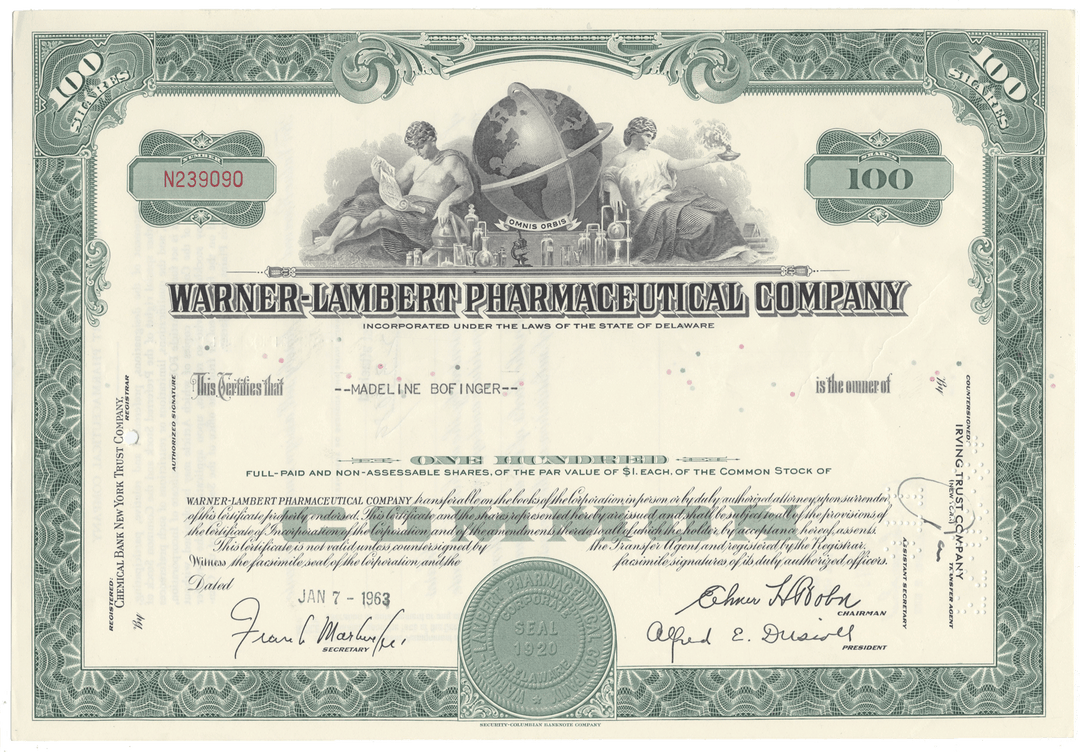 100 SHARES
100 SHARES
NUMBER
N239090
SHARES
100
OMNIS ORBIS
WARNER-LAMBERT PHARMACEUTICAL COMPANY
INCORPORATED UNDER THE LAWS OF THE STATE OF DELAWARE
This Certifies that
--MADELINE BOFINGER--
is the owner of
ONE HUNDRED
FULL-PAID AND NON-ASSESSABLE SHARES, OF THE PAR VALUE OF $1. EACH, OF THE COMMON STOCK OF
COMMON
WARNER-LAMBERT PHARMACEUTICAL COMPANY transferable on the books of the Corporation in person or by duly authorized attorney upon surrender
of this Certificate properly endorsed. This Certificate and the shares represented hereby are issued and shall be subject to all of the provisions of
the Certificate of Incorporation of the Corporation and of the amendments thereto to all of which the holder, by acceptance hereof, assents.
This Certificate is not valid unless countersigned by the Transfer Agent and registered by the Registrar.
Witness the facsimile seal of the Corporation and the facsimile signatures of its duly authorized officers.
Dated
JAN 7 - 1963
SECRETARY
CHAIRMAN
Alfred E. Driscoll
PRESIDENT
SEAL
1920
DELAWARE
REGISTERED:
CHEMICAL BANK NEW YORK TRUST COMPANY,
REGISTRAR
By
AUTHORIZED SIGNATURE
COUNTERSIGNED:
IRVING TRUST COMPANY
(NEW YORK)
TRANSFER AGENT
By
ASSISTANT SECRETARY
SECURITY-COLUMBIAN BANKNOTE COMPANY